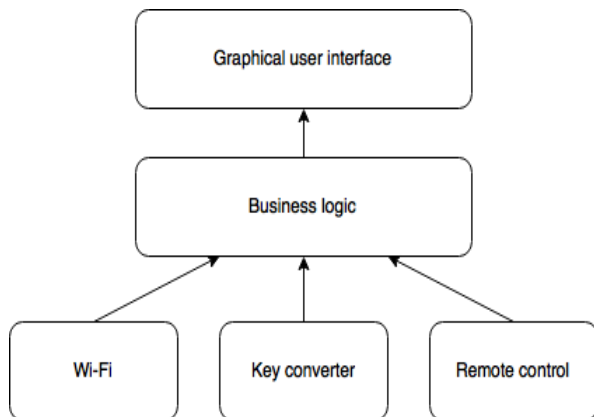 Graphical user interface
Business logic
Wi-Fi
Key converter
Remote control